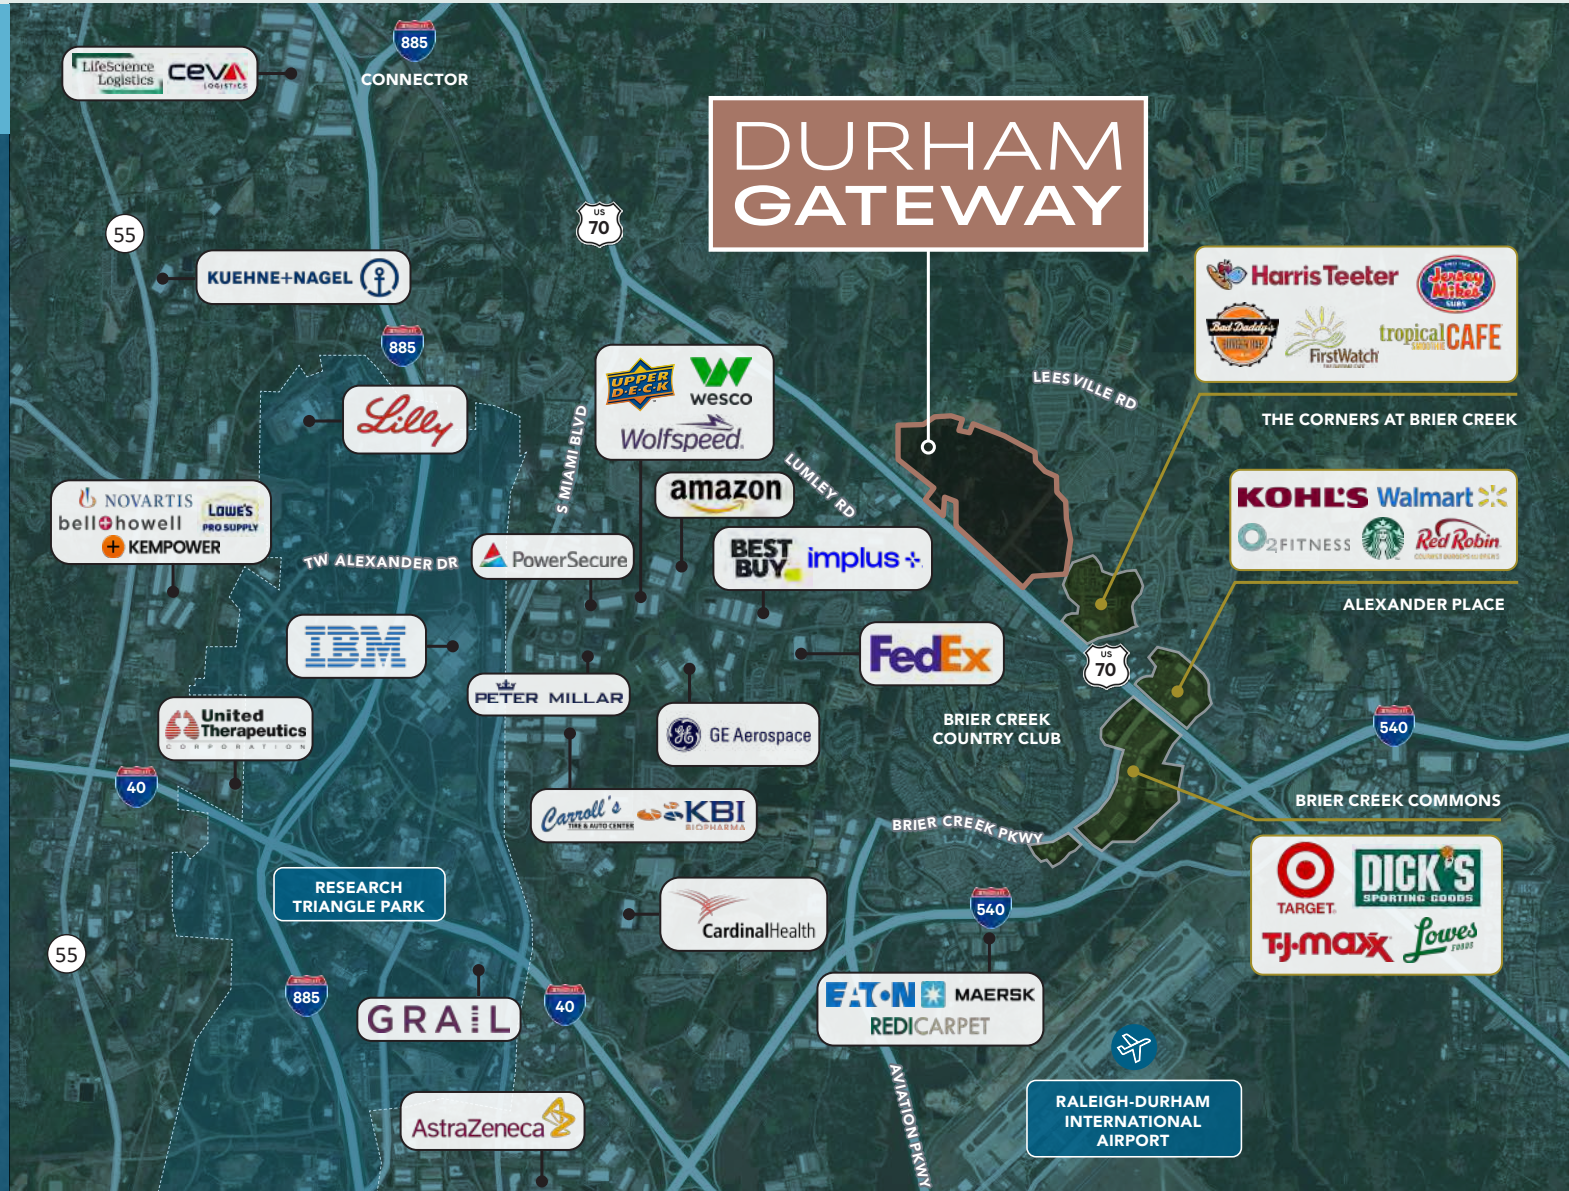 885
CONNECTOR
LifeScience
Logistics
CEVA
LOGISTICS
DURHAM
GATEWAY
55
US
70
KUEHNE+NAGEL
885
Harris Teeter
Jersey
Mike's
SUBS
Bad Daddy's
BURGER BAR
FirstWatch
tropical CAFE
SMOOTHIE
THE CORNERS AT BRIER CREEK
LEESVILLE RD
UPPER
D·E·C·K
wesco
Wolfspeed.
Lilly
S MIAMI BLVD
LUMLEY RD
amazon
KOHL'S Walmart
O2FITNESS
Red Robin
ALEXANDER PLACE
NOVARTIS
bell+howell
LOWE'S
PRO SUPPLY
KEMPOWER
TW ALEXANDER DR
PowerSecure
BEST
BUY
implus
IBM
FedEx
US
70
PETER MILLAR
United
Therapeutics
CORPORATION
GE Aerospace
BRIER CREEK
COUNTRY CLUB
540
40
Carroll's
TIRE & AUTO CENTER
KBI
BIOPHARMA
BRIER CREEK PKWY
BRIER CREEK COMMONS
TARGET
DICK'S
SPORTING GOODS
T·J·maxx
Lowes
FOODS
RESEARCH
TRIANGLE PARK
CardinalHealth
540
55
885
GRAIL
40
EATON MAERSK
REDICARPET
AVIATION PKWY
AstraZeneca
RALEIGH-DURHAM
INTERNATIONAL
AIRPORT